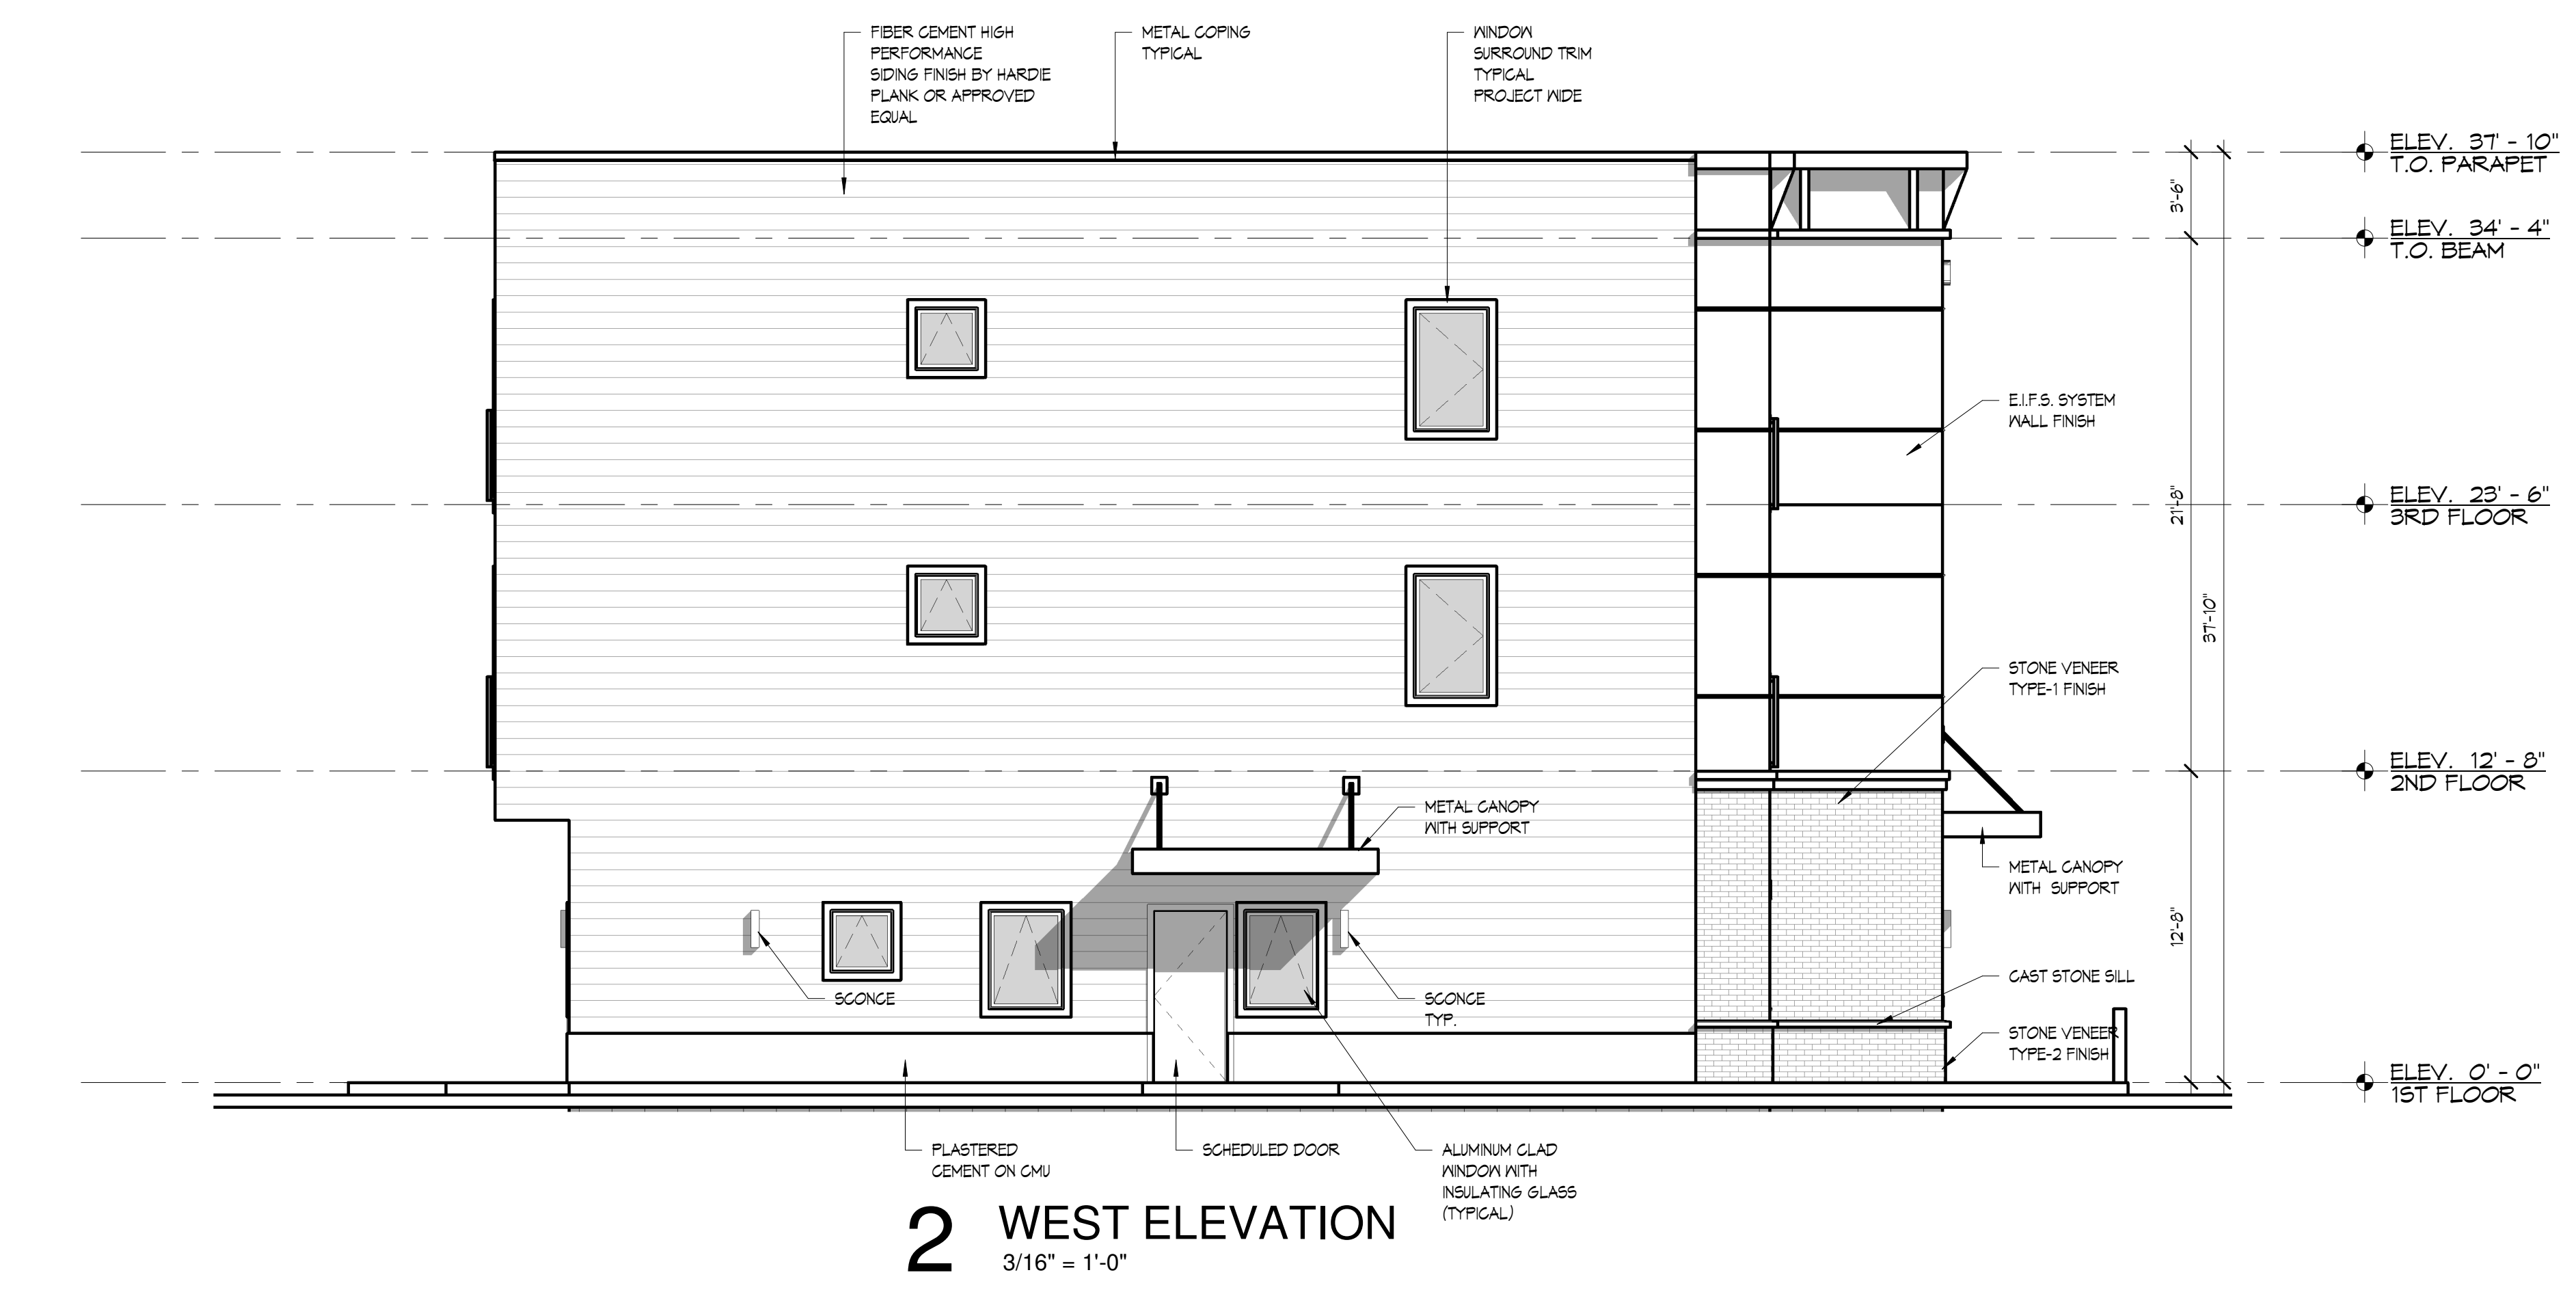 FIBER CEMENT HIGH
PERFORMANCE
SIDING FINISH BY HARDIE
PLANK OR APPROVED
EQUAL
METAL COPING
TYPICAL
WINDOW
SURROUND TRIM
TYPICAL
PROJECT WIDE
ELEV. 37' - 10"
T.O. PARAPET
3'-6"
ELEV. 34' - 4"
T.O. BEAM
E.I.F.S. SYSTEM
WALL FINISH
21'-8"
ELEV. 23' - 6"
3RD FLOOR
37'-10"
STONE VENEER
TYPE-1 FINISH
ELEV. 12' - 8"
2ND FLOOR
METAL CANOPY
WITH SUPPORT
METAL CANOPY
WITH SUPPORT
12'-8"
SCONCE
SCONCE
TYP.
CAST STONE SILL
STONE VENEER
TYPE-2 FINISH
ELEV. 0' - 0"
1ST FLOOR
PLASTERED
CEMENT ON CMU
SCHEDULED DOOR
ALUMINUM CLAD
WINDOW WITH
INSULATING GLASS
(TYPICAL)
2 WEST ELEVATION
3/16" = 1'-0"